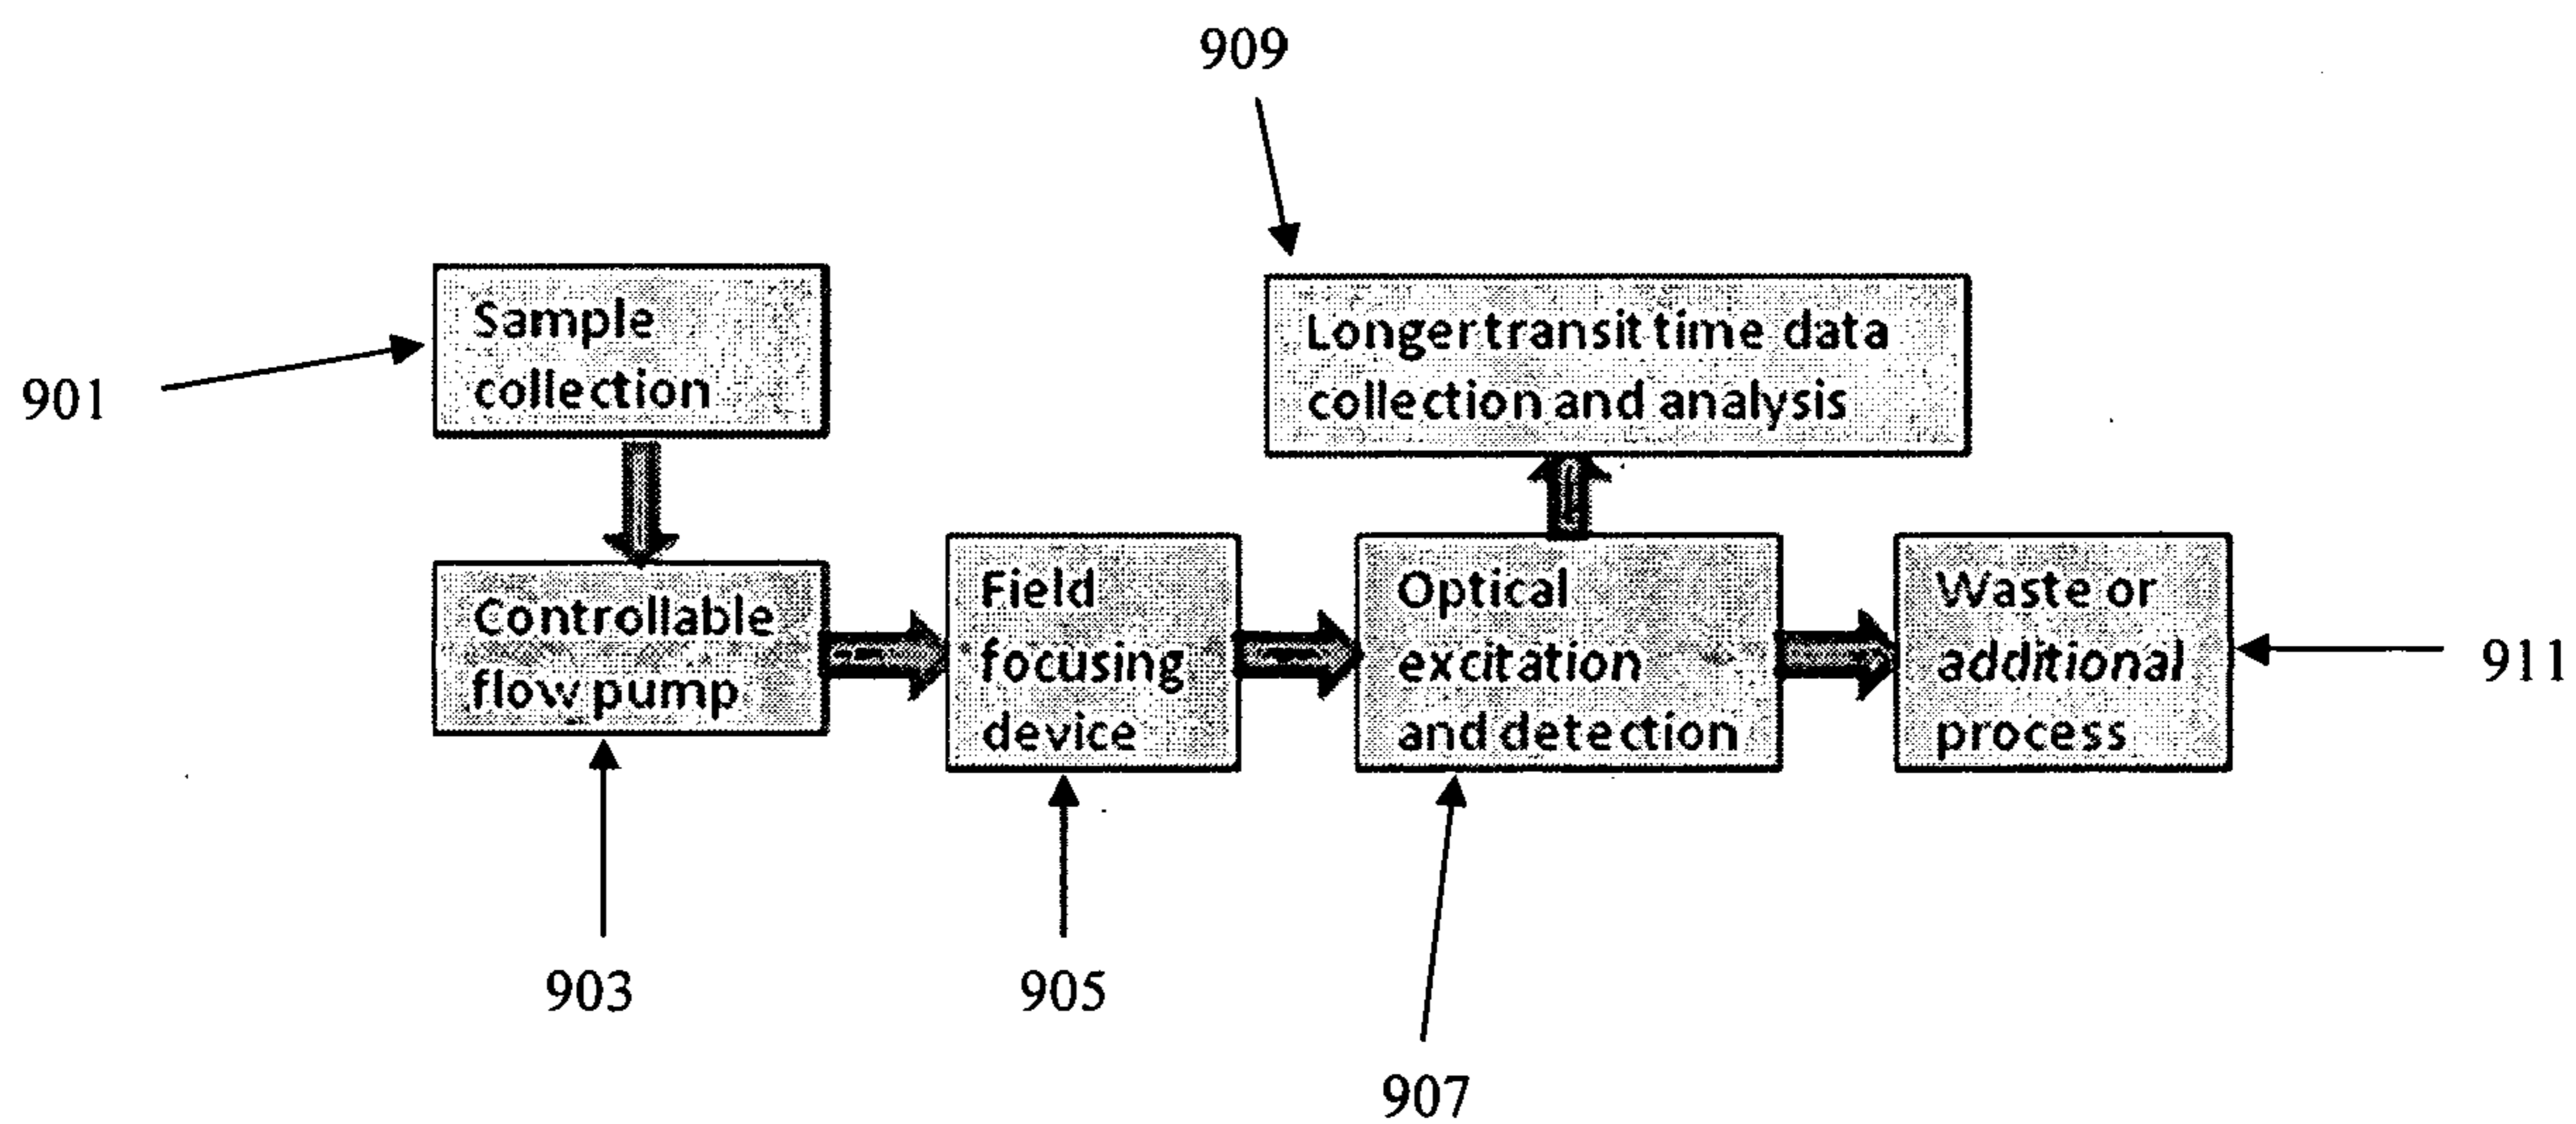 909
Sample
collection
901
Longer transit time data
collection and analysis
Controllable
flow pump
Field
focusing
device
Optical
excitation
and detection
Waste or
additional
process
911
903
905
907